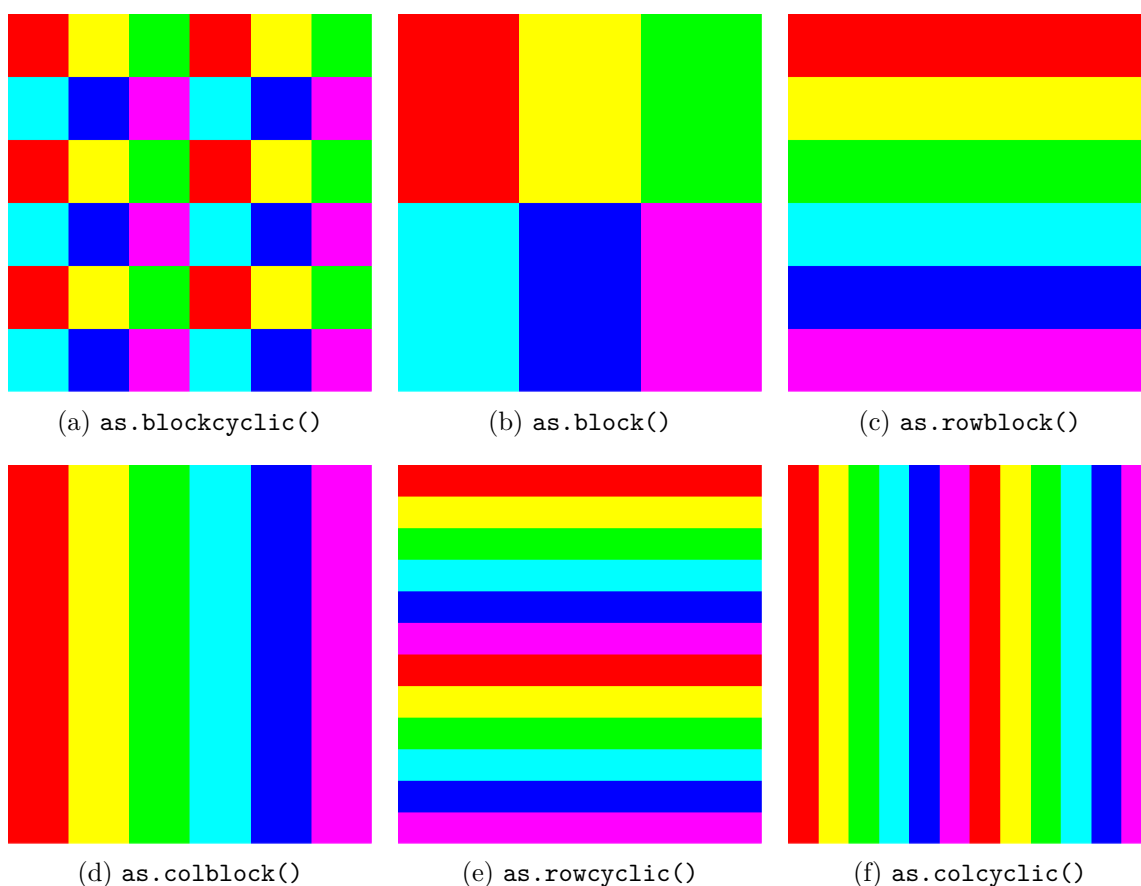 (a) as.blockcyclic()
(b) as.block()
(c) as.rowblock()
(d) as.colblock()
(e) as.rowcyclic()
(f) as.colcyclic()